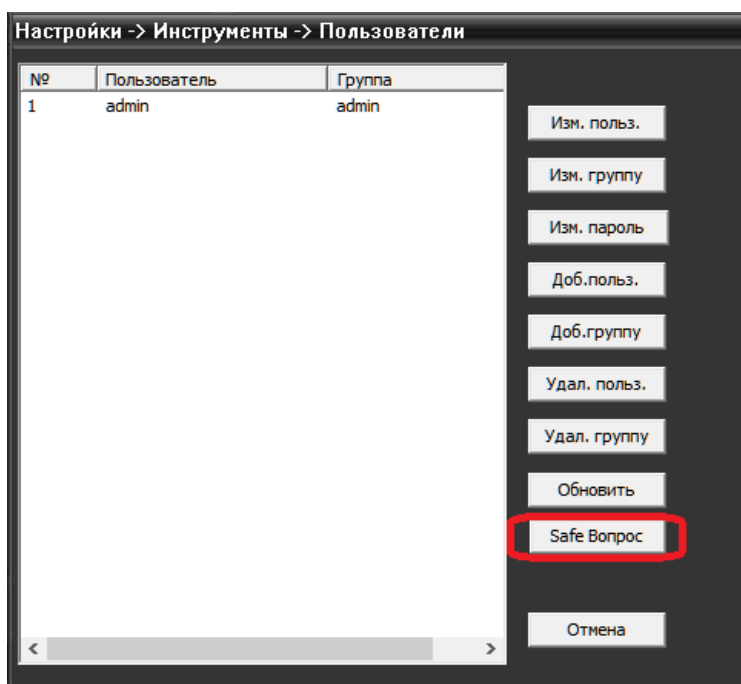 Настройки -> Инструменты -> Пользователи
№ Пользователь Группа
1 admin admin
Изм. польз.
Изм. группу
Изм. пароль
Доб.польз.
Доб.группу
Удал. польз.
Удал. группу
Обновить
Safe Вопрос
Отмена